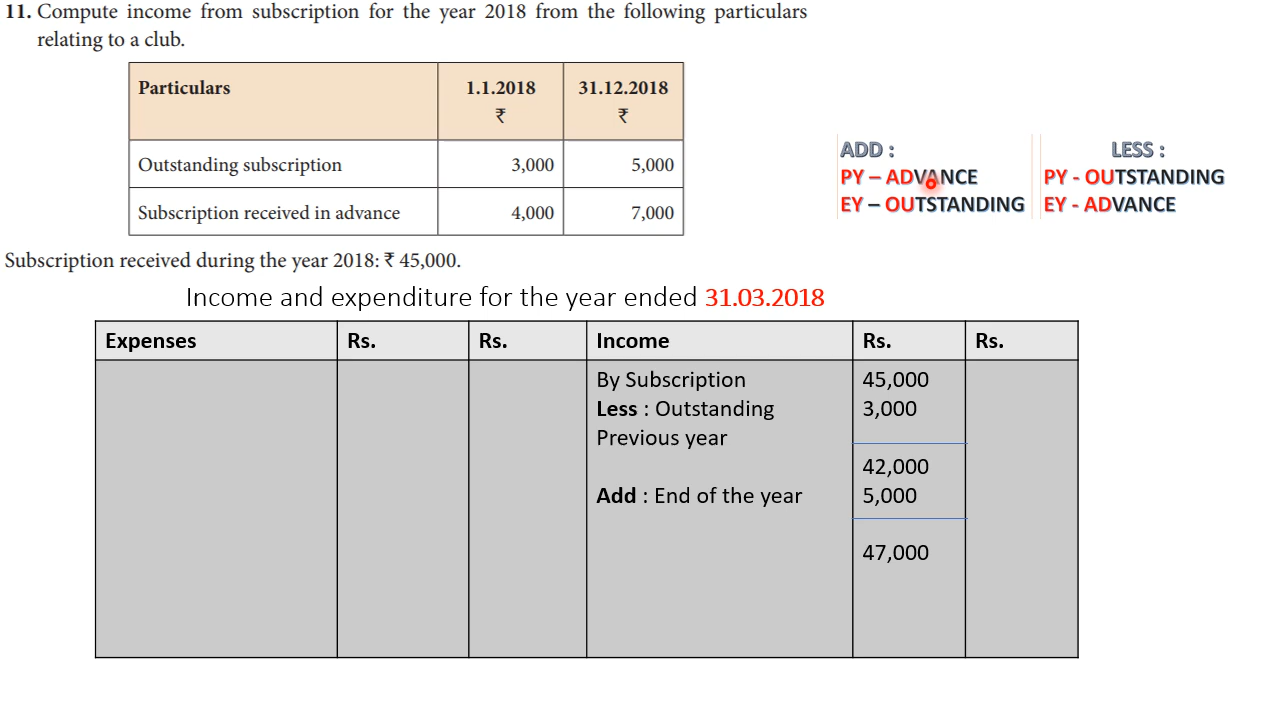 11. Compute income from subscription for the year 2018 from the following particulars
relating to a club.
Particulars 1.1.2018 31.12.2018
₹ ₹
Outstanding subscription 3,000 5,000
Subscription received in advance 4,000 7,000
ADD : LESS :
PY – ADVANCE PY - OUTSTANDING
EY – OUTSTANDING EY - ADVANCE
Subscription received during the year 2018: ₹ 45,000.
Income and expenditure for the year ended 31.03.2018
Expenses Rs. Rs. Income Rs. Rs.
By Subscription 45,000
Less : Outstanding 3,000
Previous year
42,000
Add : End of the year 5,000
47,000